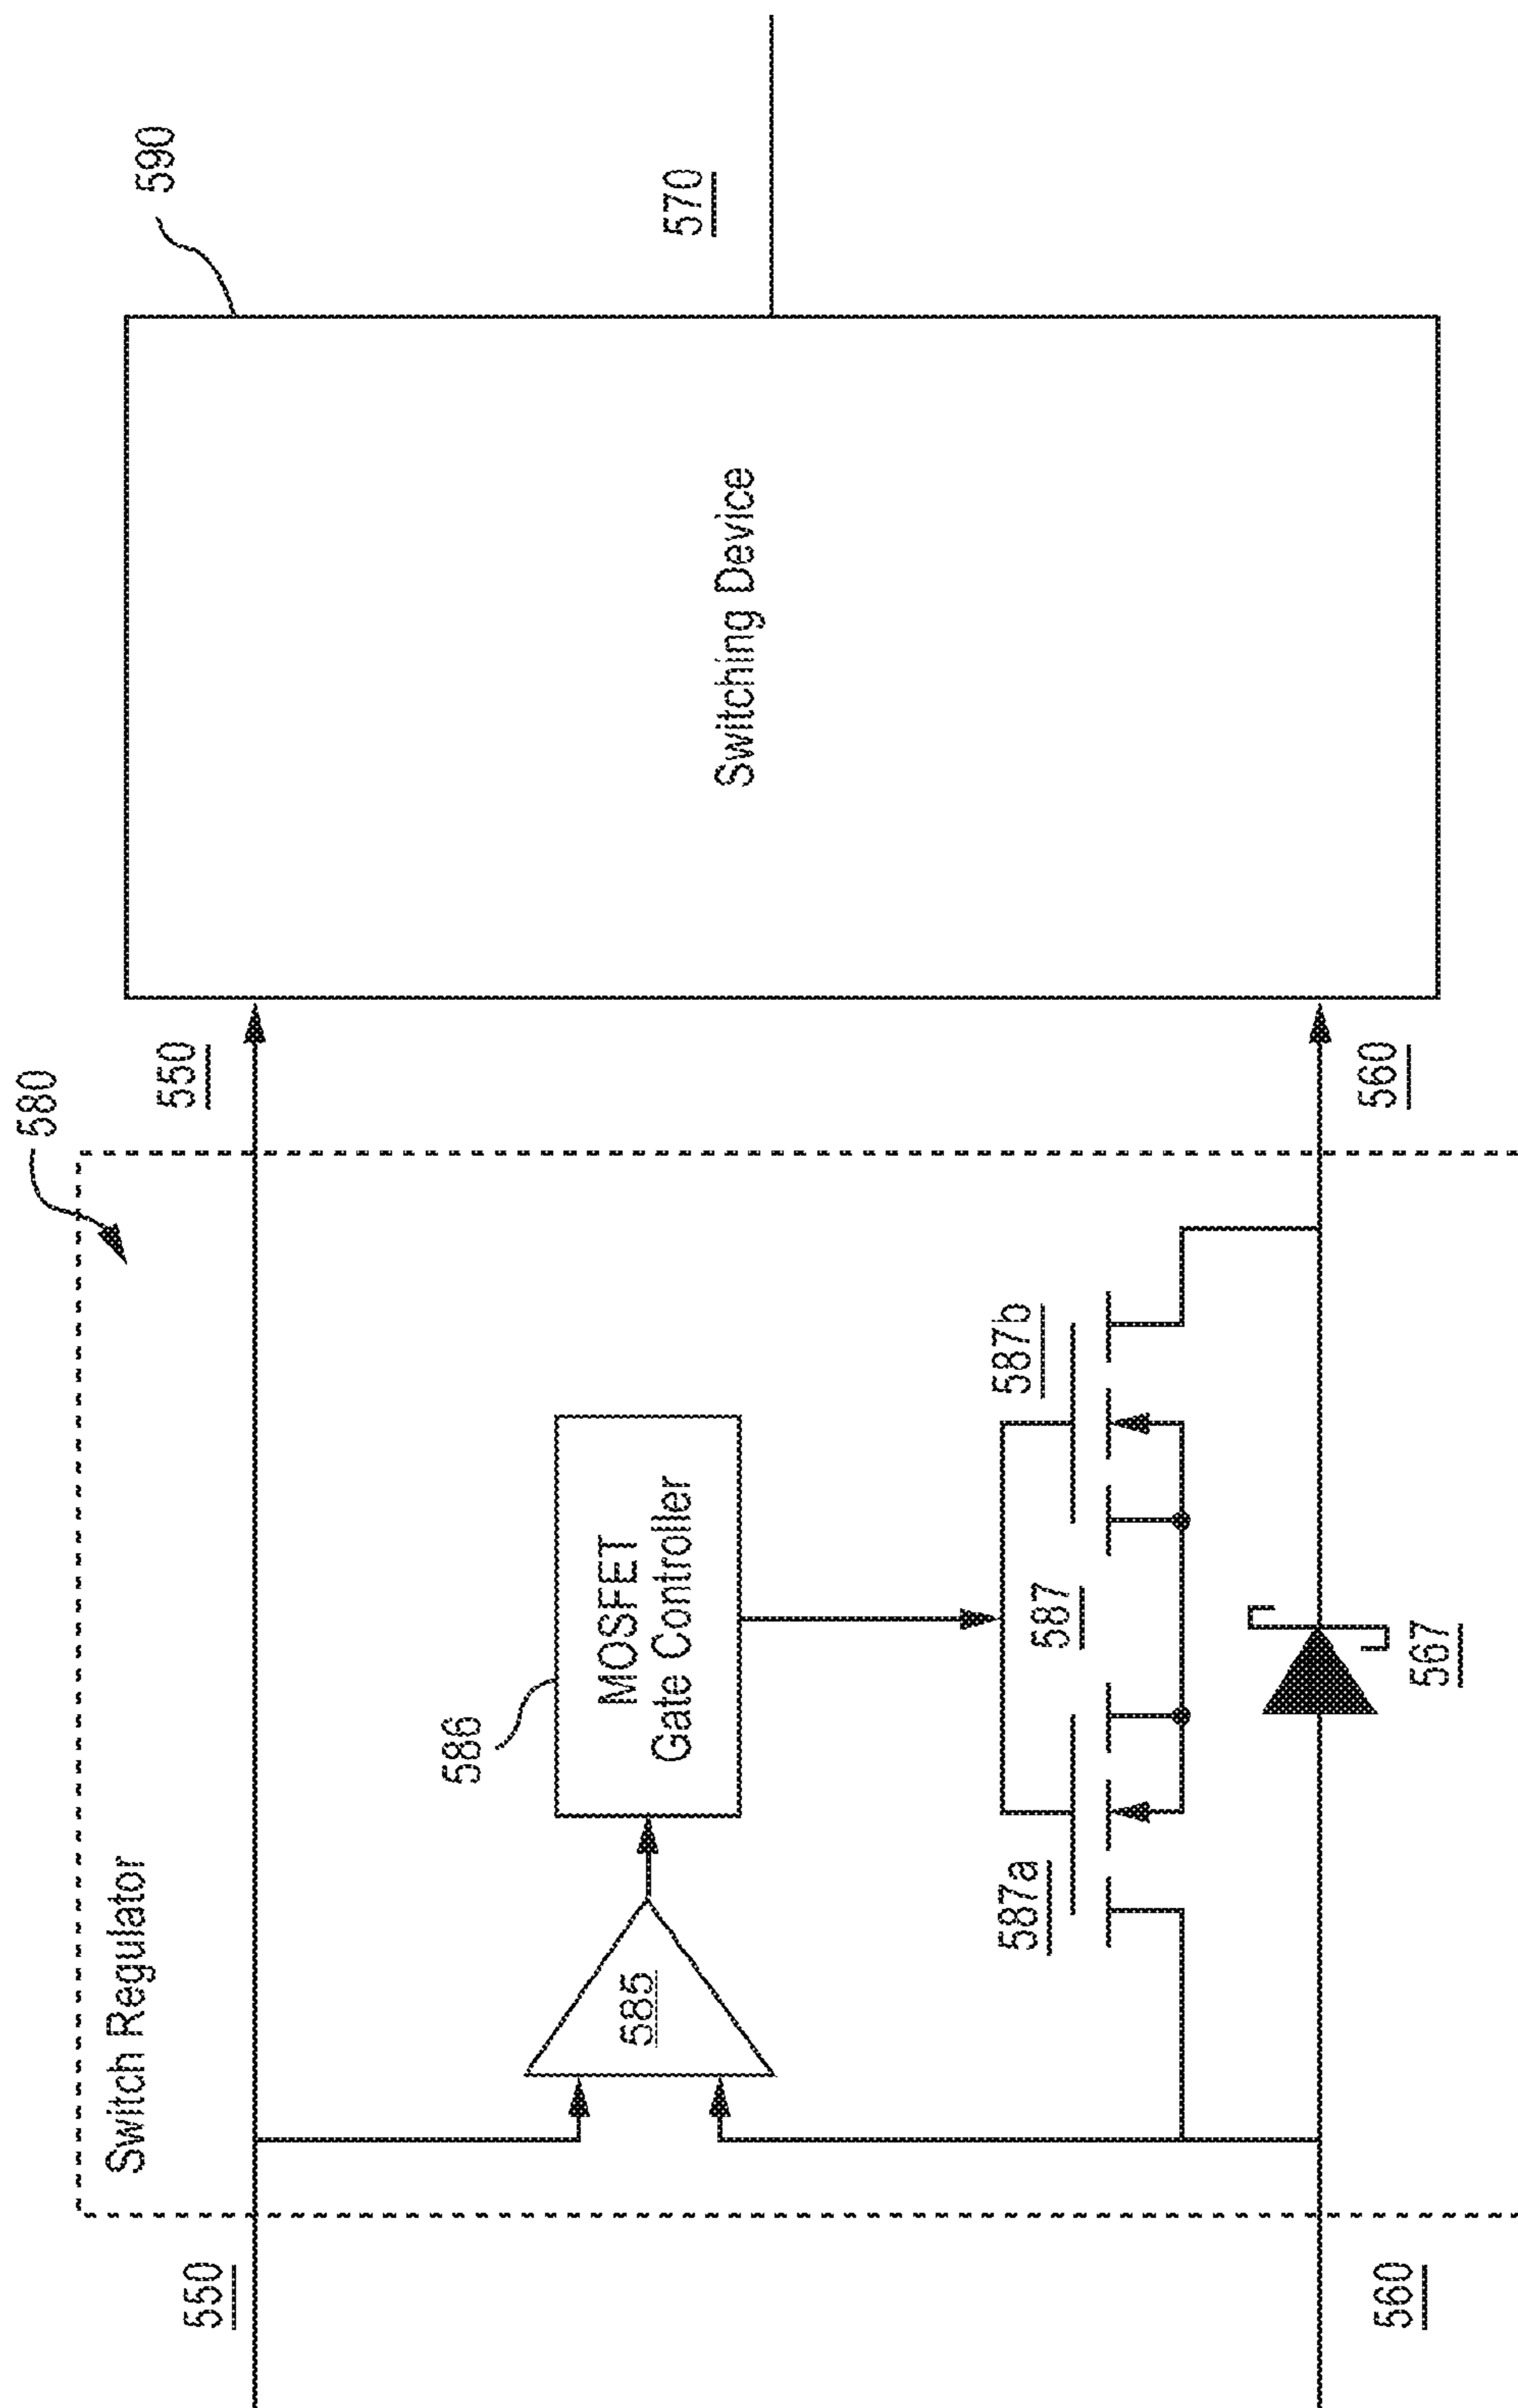 Switch Regulator
580
590
550
550
Switching Device
570
585
586
MOSFET
Gate Controller
587a
587
587b
567
560
560